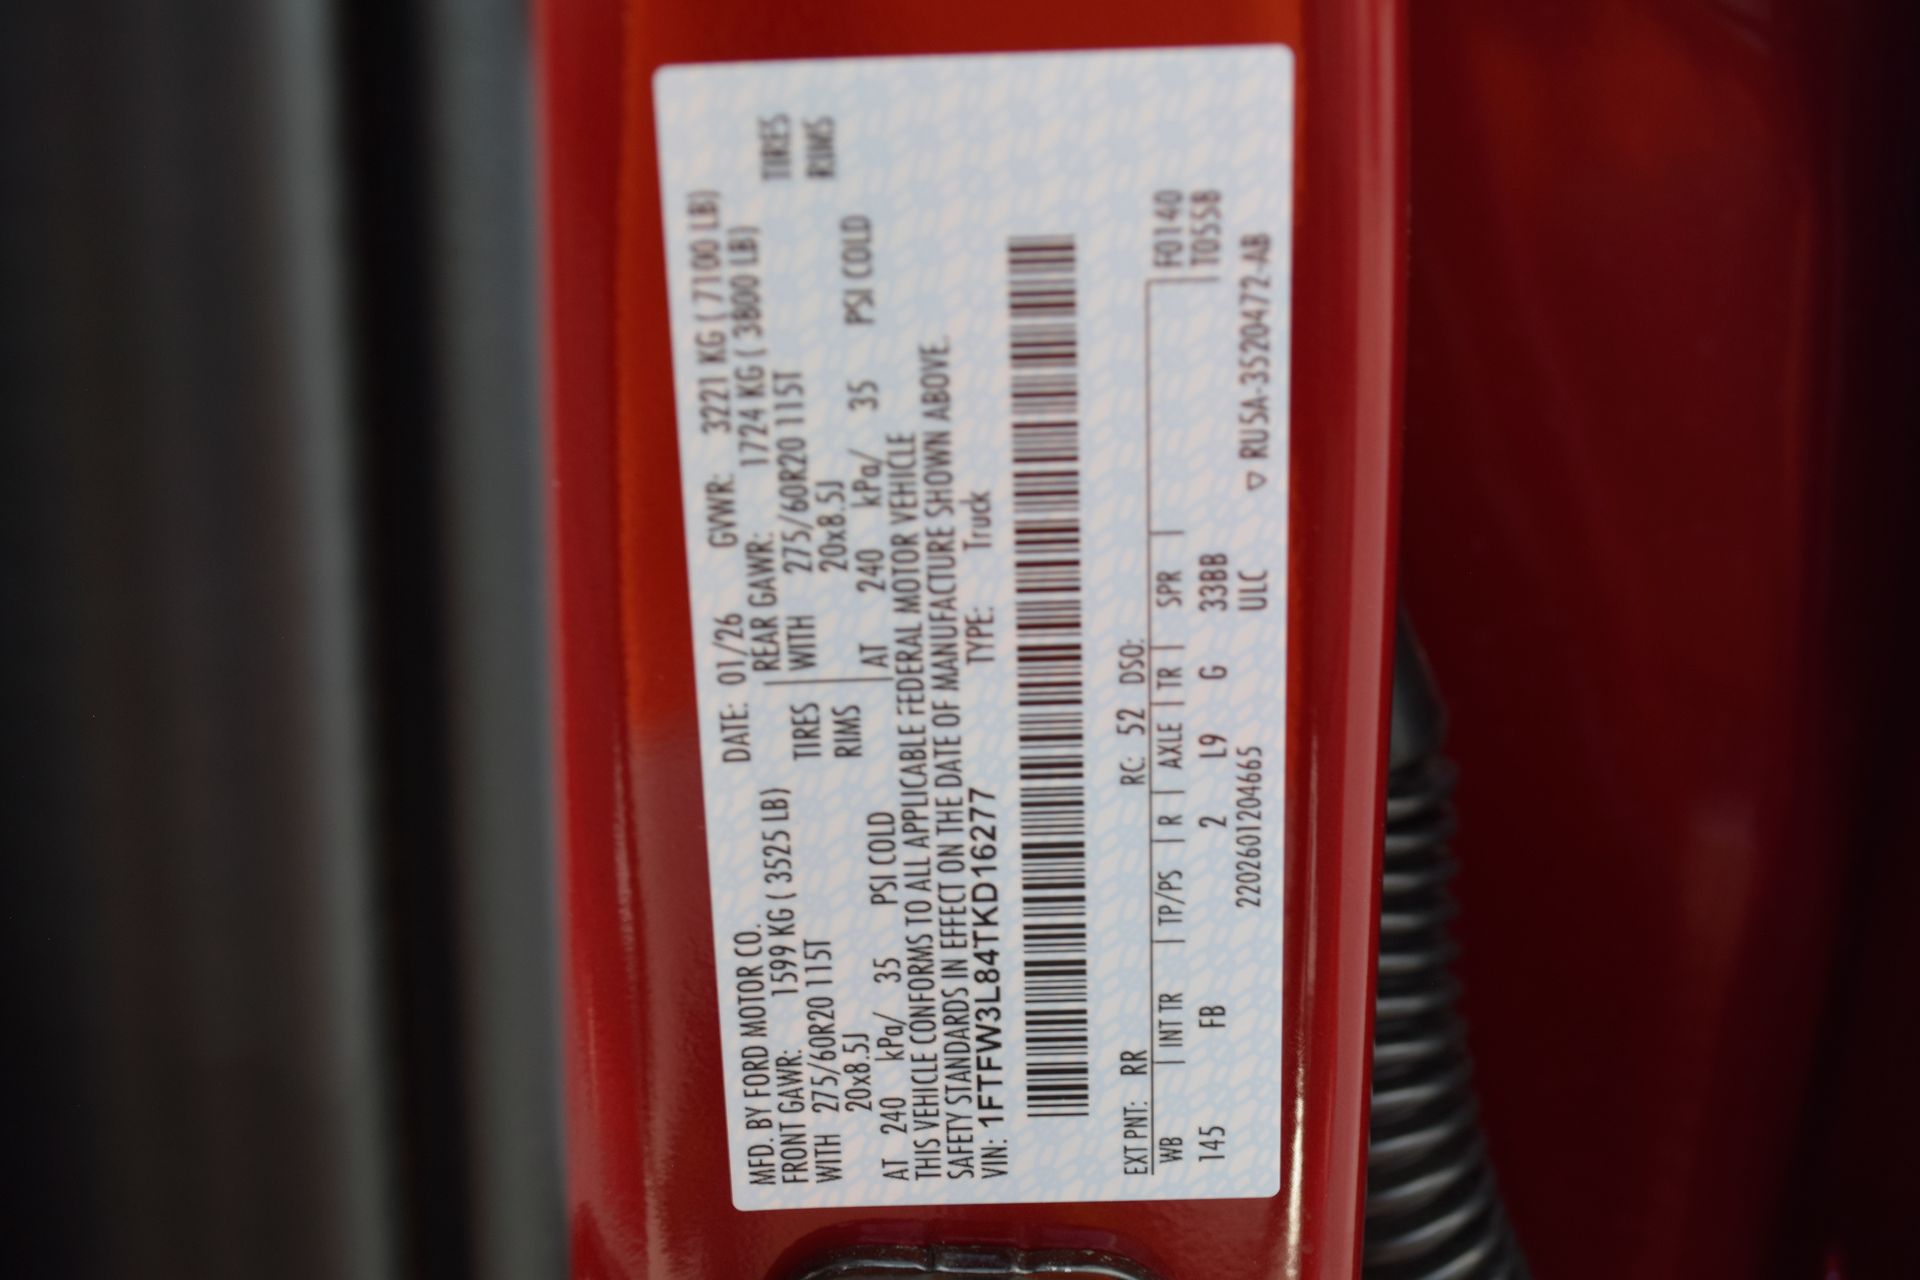 MFD. BY FORD MOTOR CO. DATE: 01/26 GVWR: 3221 KG ( 7100 LB)
FRONT GAWR: 1599 KG ( 3525 LB) REAR GAWR: 1724 KG ( 3800 LB)
WITH 275/60R20 115T TIRES WITH 275/60R20 115T TIRES
20x8.5J RIMS 20x8.5J RIMS
AT 240 kPa/ 35 PSI COLD AT 240 kPa/ 35 PSI COLD
THIS VEHICLE CONFORMS TO ALL APPLICABLE FEDERAL MOTOR VEHICLE
SAFETY STANDARDS IN EFFECT ON THE DATE OF MANUFACTURE SHOWN ABOVE.
VIN: 1FTFW3L84TKD16277 TYPE: Truck
EXT PNT: RR RC: 52 DSO:
WB | INT TR | TP/PS | R | AXLE | TR | SPR | F0140
145 FB 2 L9 G 33BB | T0558
2202601204665 ULC ▽ RU5A-3520472-AB